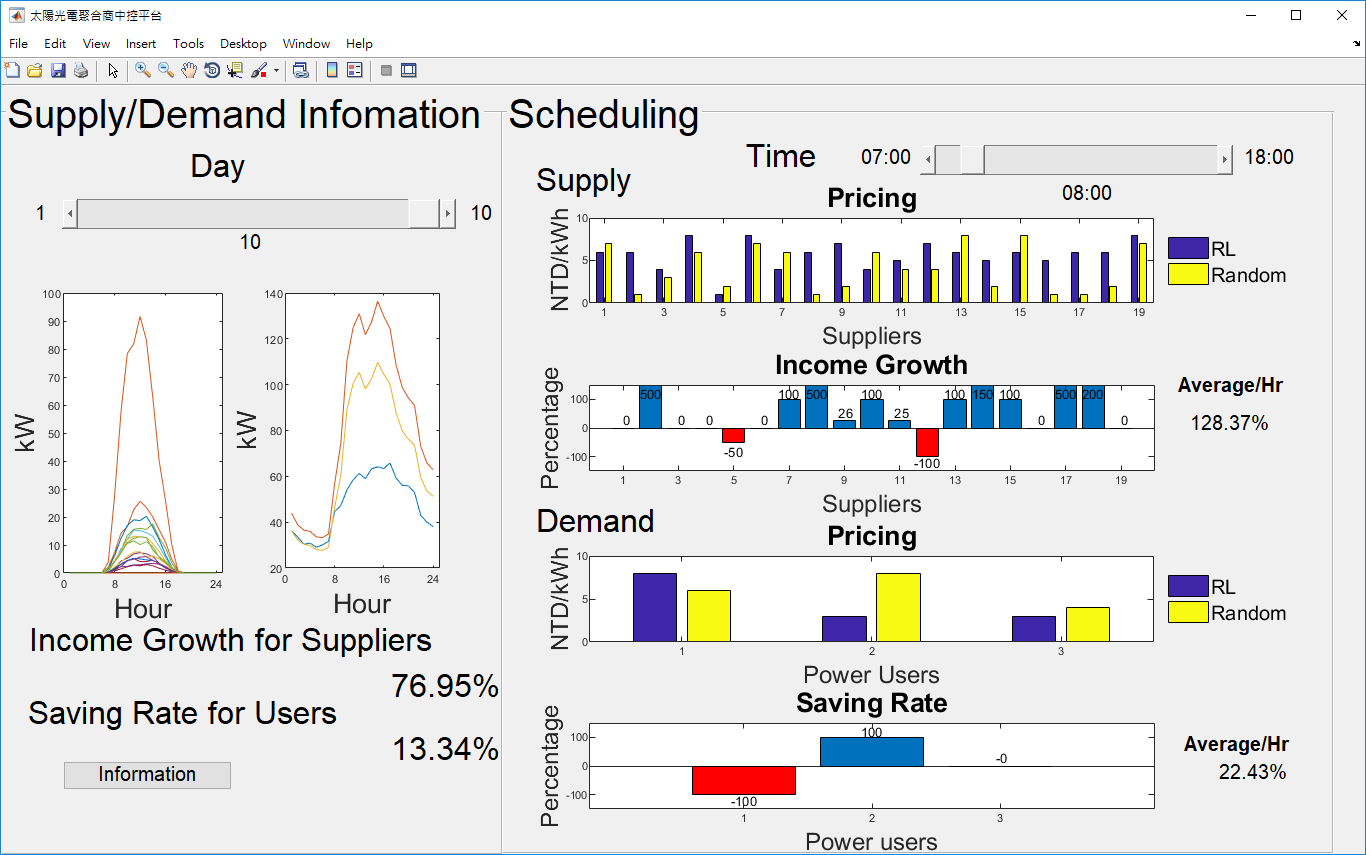 太陽光電聚合商中控平台
File Edit View Insert Tools Desktop Window Help
Supply/Demand Infomation
Day
1
10
10
100
90
80
70
60
50
40
30
20
10
0
0 8 16 24
kW
Hour
140
120
100
80
60
40
20
0 8 16 24
kW
Hour
Income Growth for Suppliers
76.95%
Saving Rate for Users
13.34%
Information
Scheduling
Time 07:00 18:00
08:00
Supply
Pricing
NTD/kWh
10
5
0
1 3 5 7 9 11 13 15 17 19
Suppliers
RL
Random
Income Growth
Percentage
100
0
-100
0 500 0 0 -50 0 100 500 26 100 25 -100 100 150 100 0 500 200 0
1 3 5 7 9 11 13 15 17 19
Suppliers
Average/Hr
128.37%
Demand
Pricing
NTD/kWh
10
5
0
1 2 3
Power Users
RL
Random
Saving Rate
Percentage
100
0
-100
-100 100 -0
1 2 3
Power users
Average/Hr
22.43%